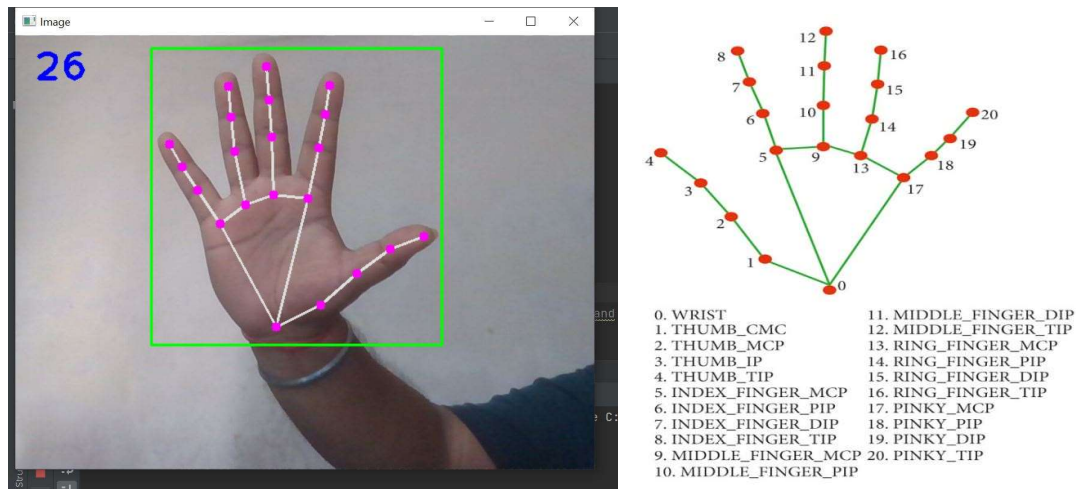 Image
26
and
e C:
Stru
12
8
16
11
7
15
10
6
14
20
4
5
9
19
13
18
3
17
2
1
0
0. WRIST
1. THUMB_CMC
2. THUMB_MCP
3. THUMB_IP
4. THUMB_TIP
5. INDEX_FINGER_MCP
6. INDEX_FINGER_PIP
7. INDEX_FINGER_DIP
8. INDEX_FINGER_TIP
9. MIDDLE_FINGER_MCP
10. MIDDLE_FINGER_PIP
11. MIDDLE_FINGER_DIP
12. MIDDLE_FINGER_TIP
13. RING_FINGER_MCP
14. RING_FINGER_PIP
15. RING_FINGER_DIP
16. RING_FINGER_TIP
17. PINKY_MCP
18. PINKY_PIP
19. PINKY_DIP
20. PINKY_TIP